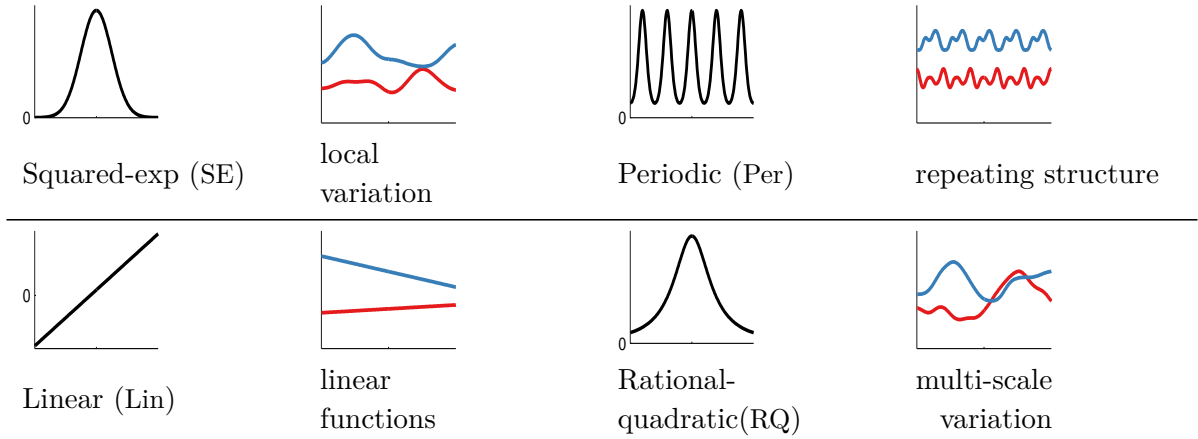 0
0
Squared-exp (SE)
local
variation
Periodic (Per)
repeating structure
0
0
Linear (Lin)
linear
functions
Rational-
quadratic(RQ)
multi-scale
variation